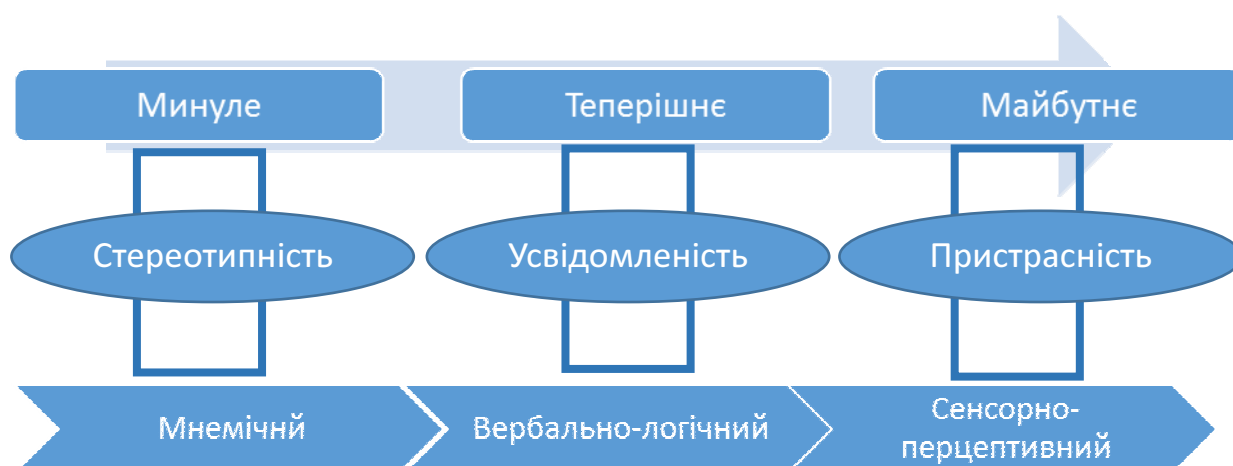 Минуле
Теперішнє
Майбутнє
Стереотипність
Усвідомленість
Пристрасність
Мнемічнй
Вербально-логічний
Сенсорно-
перцептивний